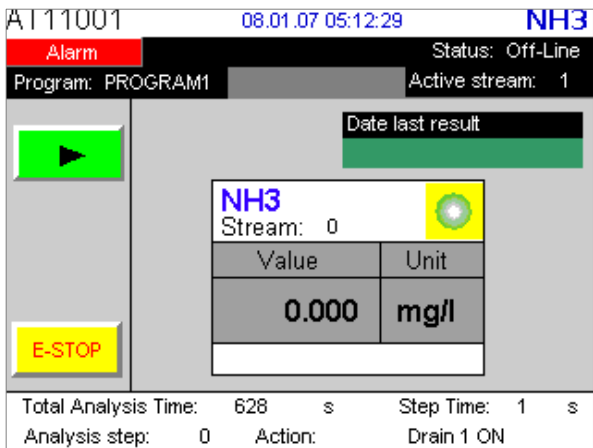 AT11001 08.01.07 05:12:29 NH3
Alarm Status: Off-Line
Program: PROGRAM1 Active stream: 1
Date last result
NH3
Stream: 0
Value Unit
0.000 mg/l
E-STOP
Total Analysis Time: 628 s Step Time: 1 s
Analysis step: 0 Action: Drain 1 ON